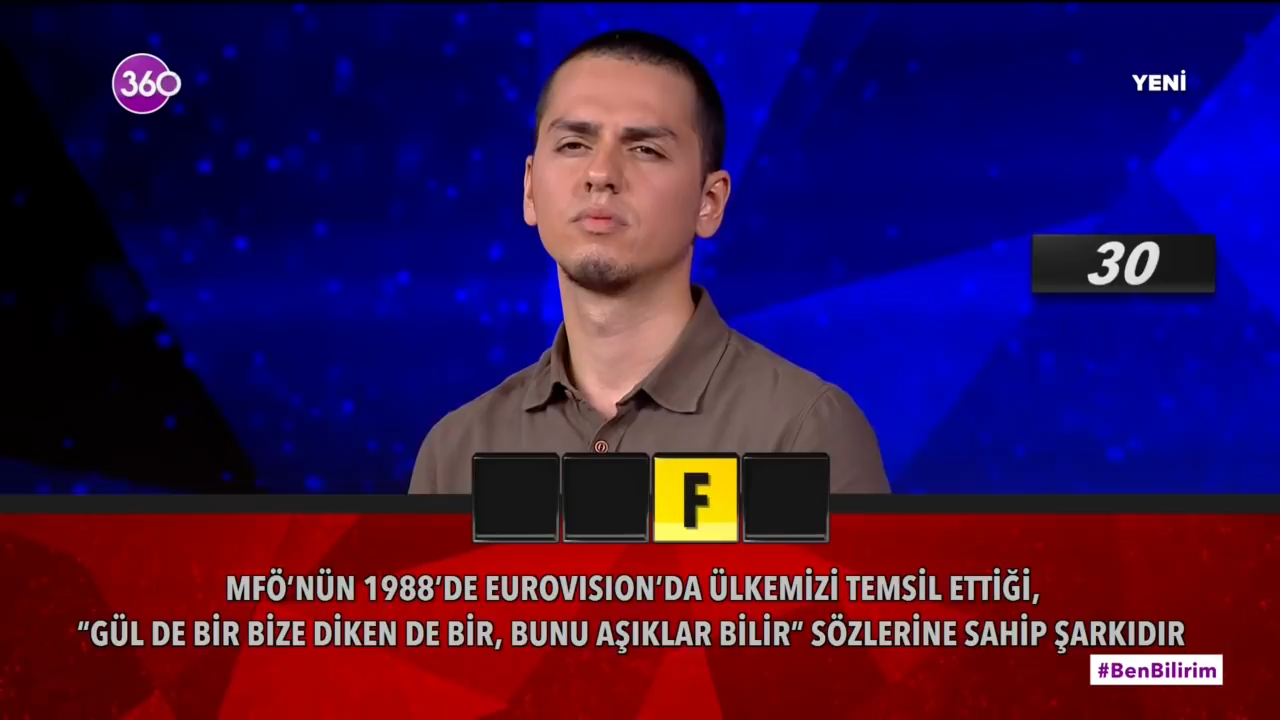 360
YENİ
30
F
MFÖ'NÜN 1988'DE EUROVISION'DA ÜLKEMİZİ TEMSİL ETTİĞİ,
“GÜL DE BİR BİZE DİKEN DE BİR, BUNU AŞIKLAR BİLİR” SÖZLERİNE SAHİP ŞARKIDIR
#BenBilirim